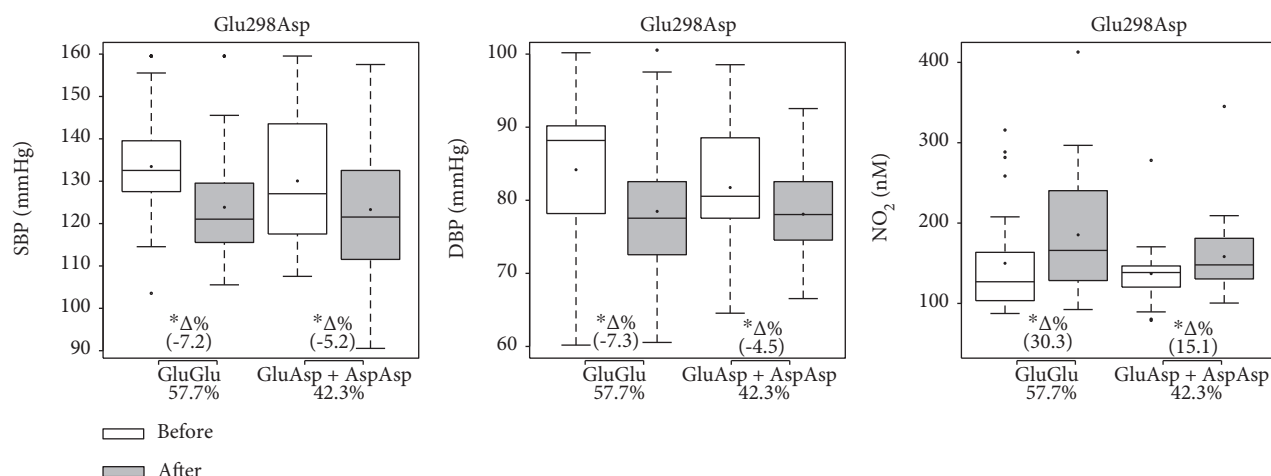 Glu298Asp
SBP (mmHg)
160
150
140
130
120
110
100
90
*Δ%
(-7.2)
*Δ%
(-5.2)
GluGlu
57.7%
GluAsp + AspAsp
42.3%
Glu298Asp
DBP (mmHg)
100
90
80
70
60
*Δ%
(-7.3)
*Δ%
(-4.5)
GluGlu
57.7%
GluAsp + AspAsp
42.3%
Glu298Asp
NO₂ (nM)
400
300
200
100
*Δ%
(30.3)
*Δ%
(15.1)
GluGlu
57.7%
GluAsp + AspAsp
42.3%
Before
After